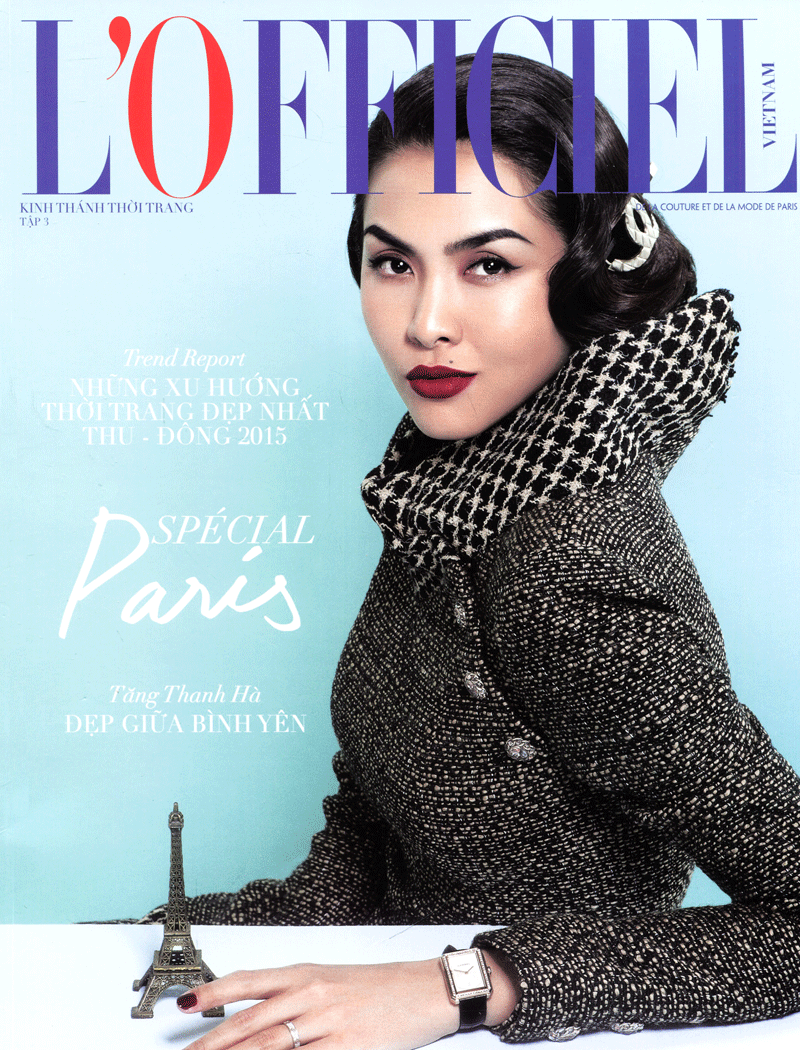 L'OFFICIEL
VIETNAM
KINH THÁNH THỜI TRANG
TẬP 3
DE LA COUTURE ET DE LA MODE DE PARIS
Trend Report
NHỮNG XU HƯỚNG
THỜI TRANG ĐẸP NHẤT
THU - ĐÔNG 2015
SPÉCIAL
Paris
Tăng Thanh Hà
ĐẸP GIỮA BÌNH YÊN